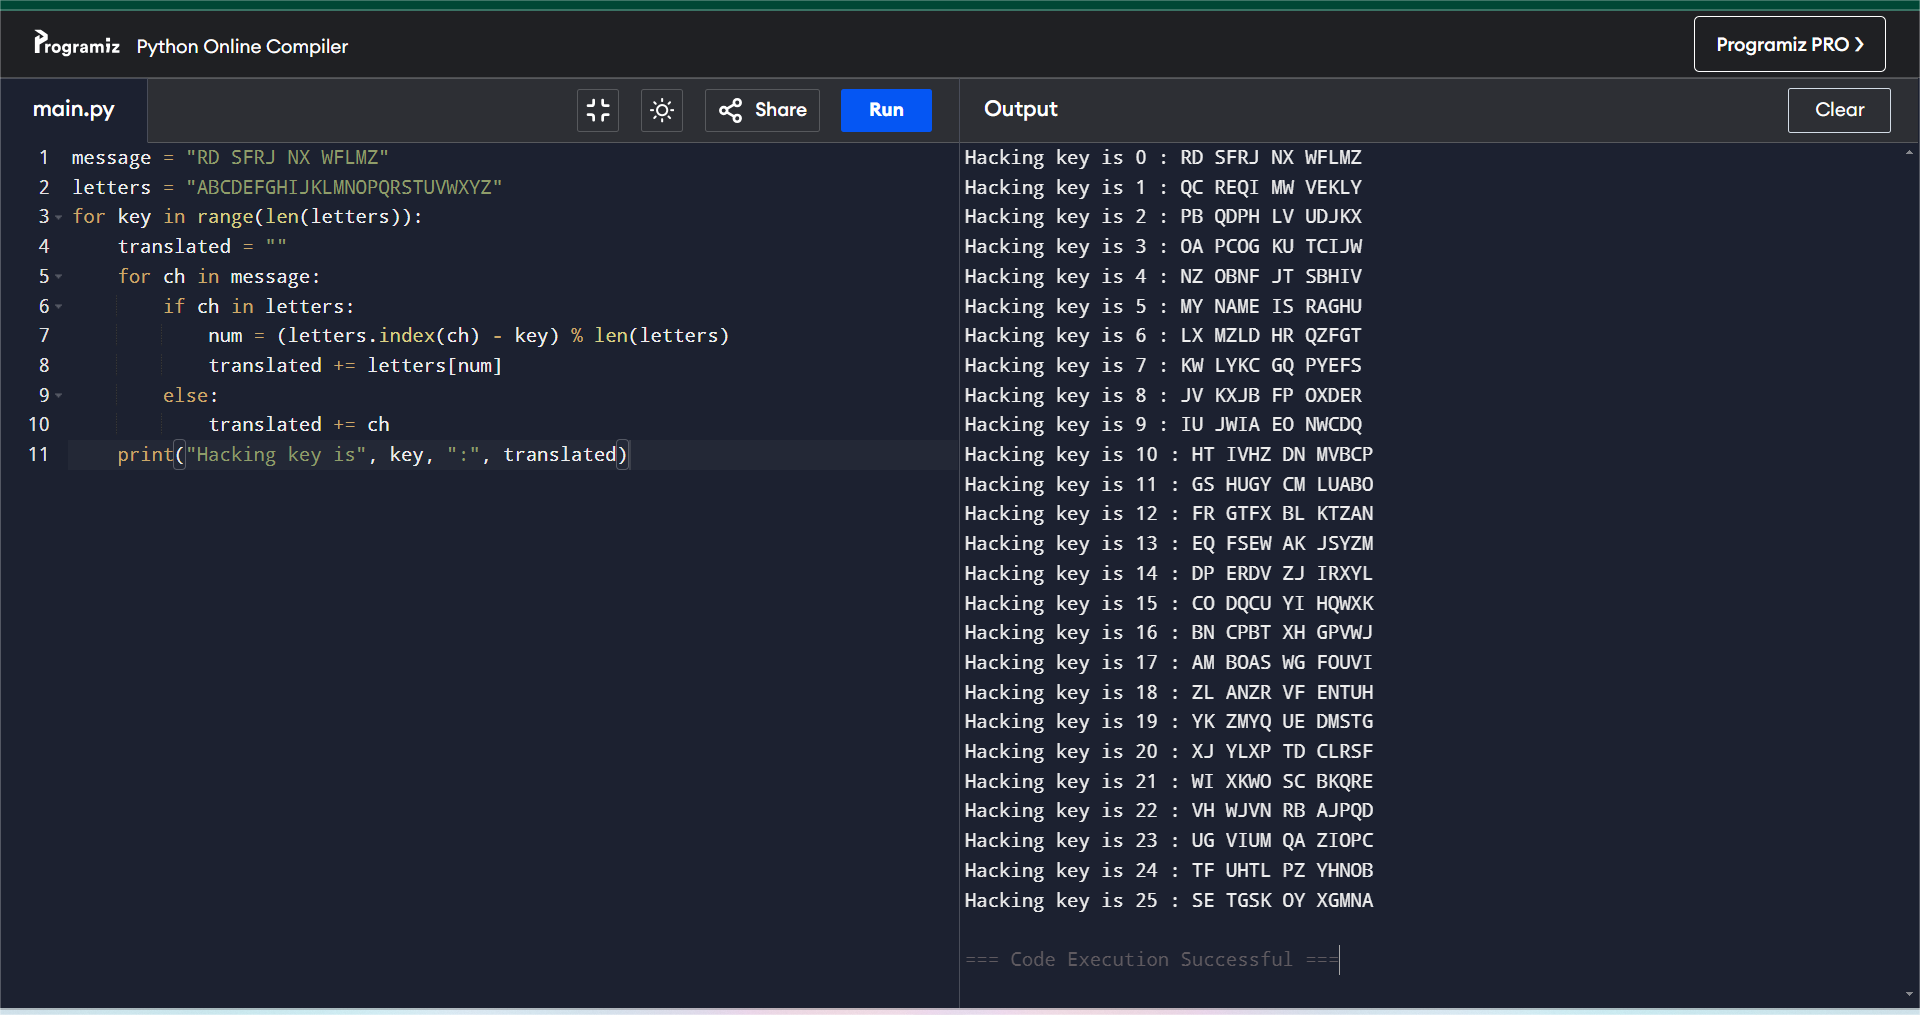 Programiz Python Online Compiler
Programiz PRO ❯
main.py
Share
Run
Output
Clear
1 message = "RD SFRJ NX WFLMZ"
2 letters = "ABCDEFGHIJKLMNOPQRSTUVWXYZ"
3 for key in range(len(letters)):
4     translated = ""
5     for ch in message:
6         if ch in letters:
7             num = (letters.index(ch) - key) % len(letters)
8             translated += letters[num]
9         else:
10             translated += ch
11     print("Hacking key is", key, ":", translated)
Hacking key is 0 : RD SFRJ NX WFLMZ
Hacking key is 1 : QC REQI MW VEKLY
Hacking key is 2 : PB QDPH LV UDJKX
Hacking key is 3 : OA PCOG KU TCIJW
Hacking key is 4 : NZ OBNF JT SBHIV
Hacking key is 5 : MY NAME IS RAGHU
Hacking key is 6 : LX MZLD HR QZFGT
Hacking key is 7 : KW LYKC GQ PYEFS
Hacking key is 8 : JV KXJB FP OXDER
Hacking key is 9 : IU JWIA EO NWCDQ
Hacking key is 10 : HT IVHZ DN MVBCP
Hacking key is 11 : GS HUGY CM LUABO
Hacking key is 12 : FR GTFX BL KTZAN
Hacking key is 13 : EQ FSEW AK JSYZM
Hacking key is 14 : DP ERDV ZJ IRXYL
Hacking key is 15 : CO DQCU YI HQWXK
Hacking key is 16 : BN CPBT XH GPVWJ
Hacking key is 17 : AM BOAS WG FOUVI
Hacking key is 18 : ZL ANZR VF ENTUH
Hacking key is 19 : YK ZMYQ UE DMSTG
Hacking key is 20 : XJ YLXP TD CLRSF
Hacking key is 21 : WI XKWO SC BKQRE
Hacking key is 22 : VH WJVN RB AJPQD
Hacking key is 23 : UG VIUM QA ZIOPC
Hacking key is 24 : TF UHTL PZ YHNOB
Hacking key is 25 : SE TGSK OY XGMNA
=== Code Execution Successful ===